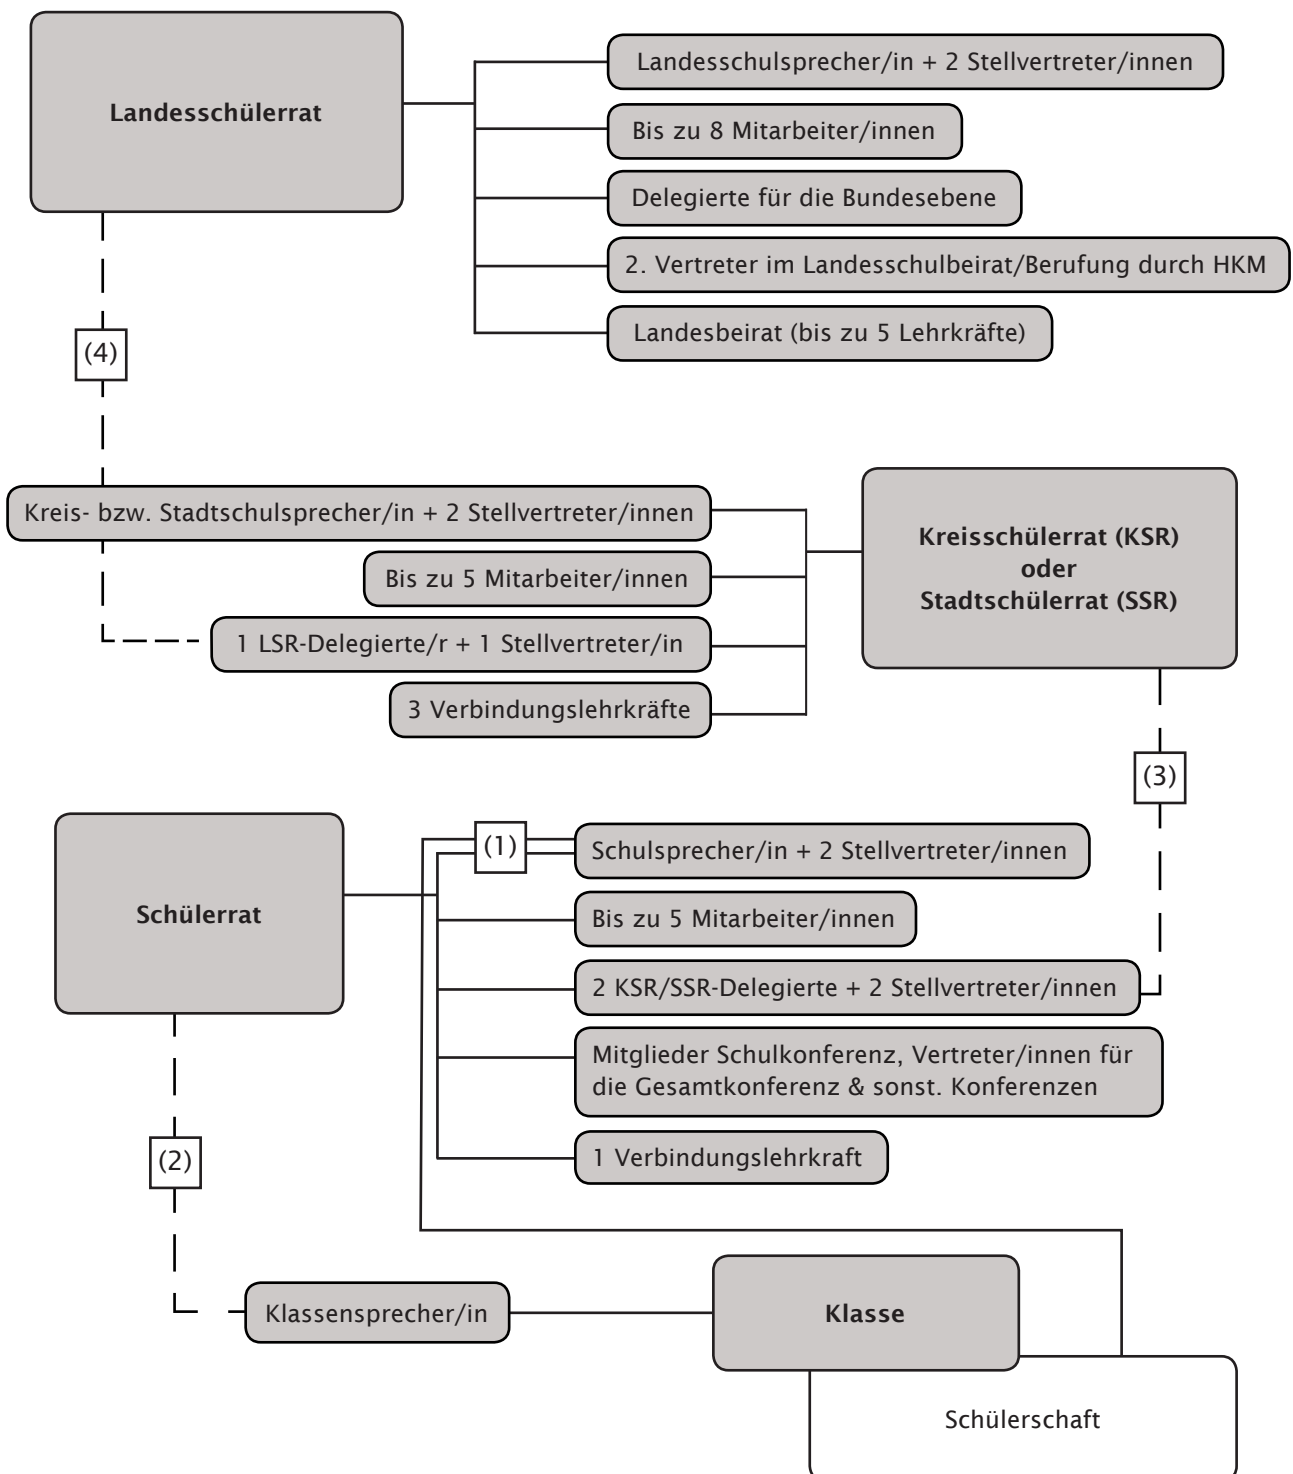 Landesschülerrat
Landesschulsprecher/in + 2 Stellvertreter/innen
Bis zu 8 Mitarbeiter/innen
Delegierte für die Bundesebene
2. Vertreter im Landesschulbeirat/Berufung durch HKM
Landesbeirat (bis zu 5 Lehrkräfte)
(4)
Kreis- bzw. Stadtschulsprecher/in + 2 Stellvertreter/innen
Bis zu 5 Mitarbeiter/innen
1 LSR-Delegierte/r + 1 Stellvertreter/in
3 Verbindungslehrkräfte
Kreisschülerrat (KSR)
oder
Stadtschülerrat (SSR)
(3)
Schülerrat
(1)
Schulsprecher/in + 2 Stellvertreter/innen
Bis zu 5 Mitarbeiter/innen
2 KSR/SSR-Delegierte + 2 Stellvertreter/innen
Mitglieder Schulkonferenz, Vertreter/innen für
die Gesamtkonferenz & sonst. Konferenzen
1 Verbindungslehrkraft
(2)
Klassensprecher/in
Klasse
Schülerschaft